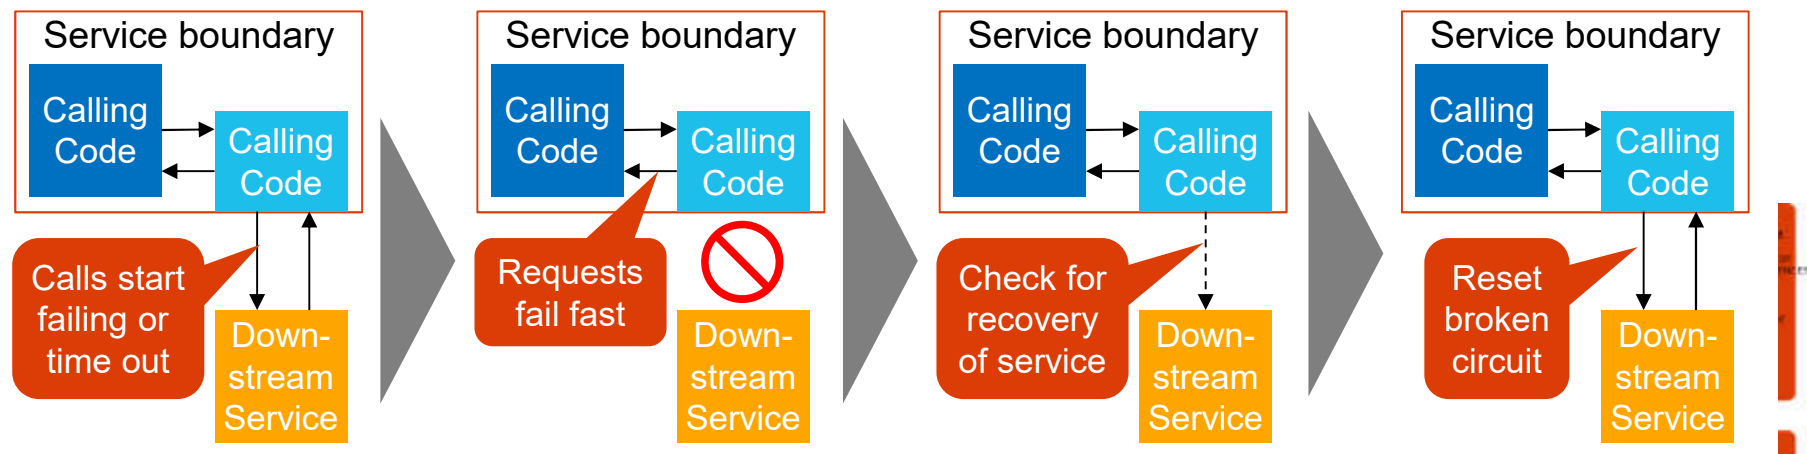 Service boundary
Calling
Code
Calling
Code
Calls start
failing or
time out
Down-
stream
Service
Service boundary
Calling
Code
Calling
Code
Requests
fail fast
Down-
stream
Service
Service boundary
Calling
Code
Calling
Code
Check for
recovery
of service
Down-
stream
Service
Service boundary
Calling
Code
Calling
Code
Reset
broken
circuit
Down-
stream
Service